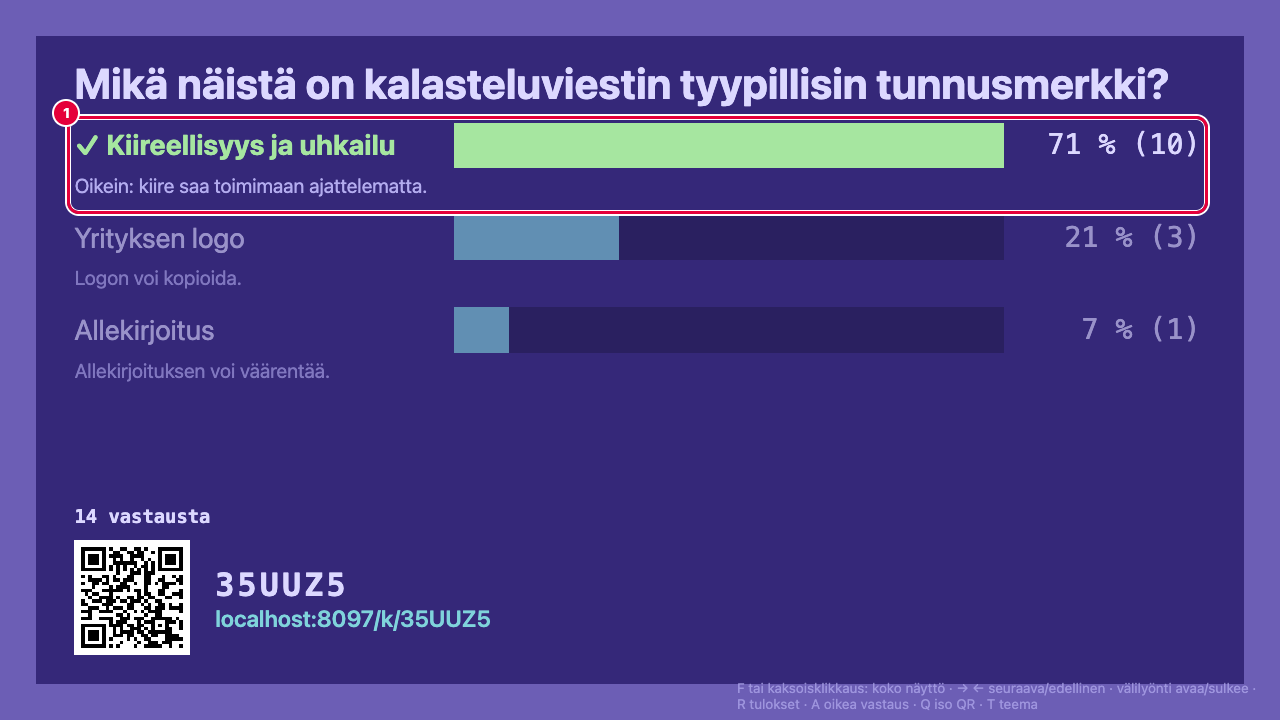 Mikä näistä on kalasteluviestin tyypillisin tunnusmerkki?
1
✓ Kiireellisyys ja uhkailu 71 % (10)
Oikein: kiire saa toimimaan ajattelematta.
Yrityksen logo 21 % (3)
Logon voi kopioida.
Allekirjoitus 7 % (1)
Allekirjoituksen voi väärentää.
14 vastausta
35UUZ5
localhost:8097/k/35UUZ5
F tai kaksoisklikkaus: koko näyttö · → ← seuraava/edellinen · välilyönti avaa/sulkee ·
R tulokset · A oikea vastaus · Q iso QR · T teema